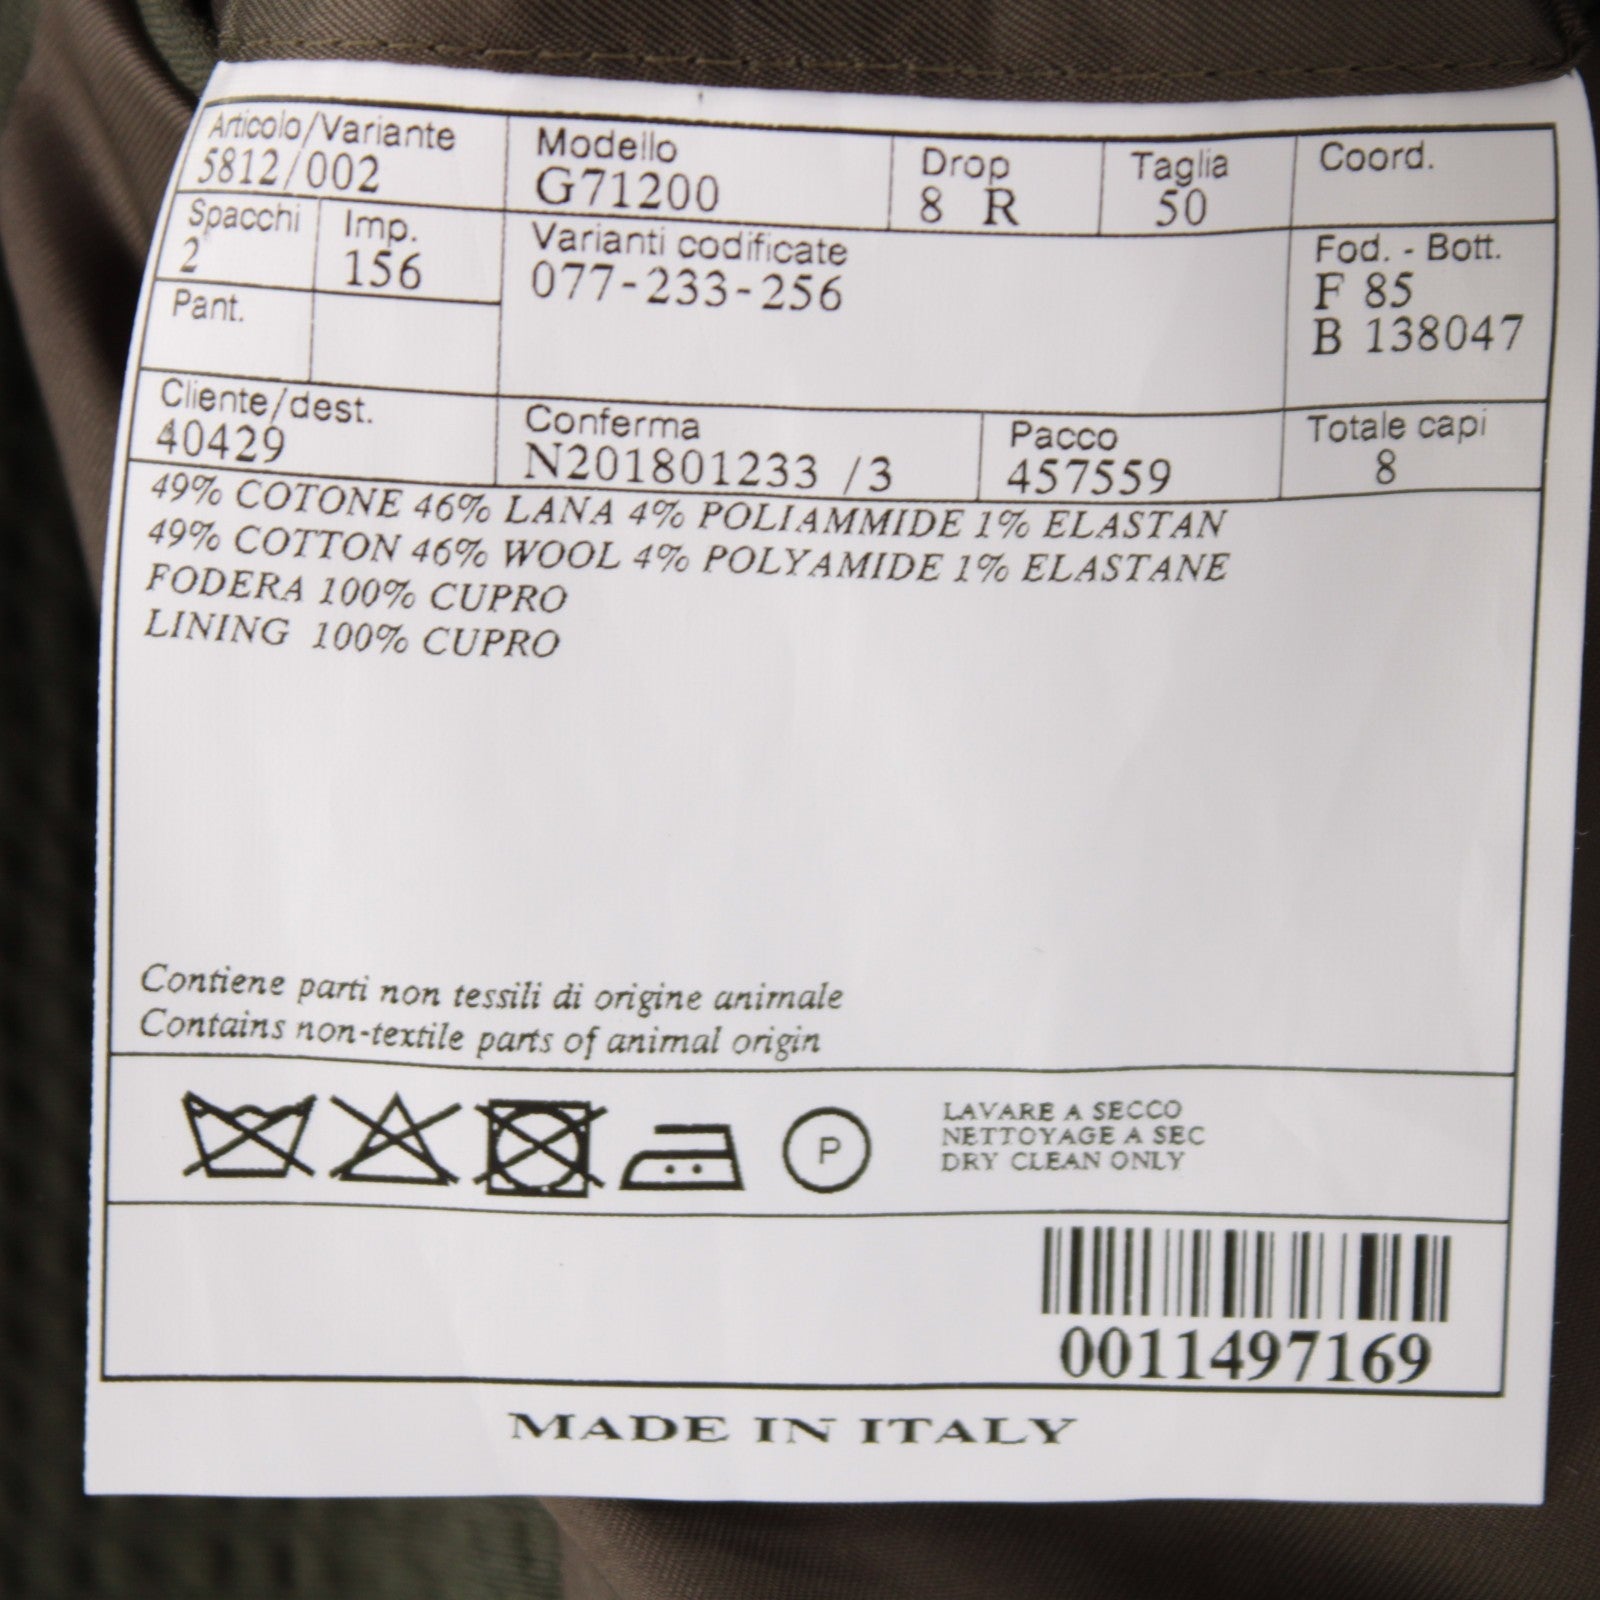 Articolo/Variante Modello Drop Taglia Coord.
5812/002 G71200 8 R 50
Spacchi Imp. Varianti codificate Fod. - Bott.
2 156 077-233-256 F 85
Pant. B 138047
Cliente/dest. Conferma Pacco Totale capi
40429 N201801233 /3 457559 8
49% COTONE 46% LANA 4% POLIAMMIDE 1% ELASTAN
49% COTTON 46% WOOL 4% POLYAMIDE 1% ELASTANE
FODERA 100% CUPRO
LINING 100% CUPRO
Contiene parti non tessili di origine animale
Contains non-textile parts of animal origin
P
LAVARE A SECCO
NETTOYAGE A SEC
DRY CLEAN ONLY
0011497169
MADE IN ITALY